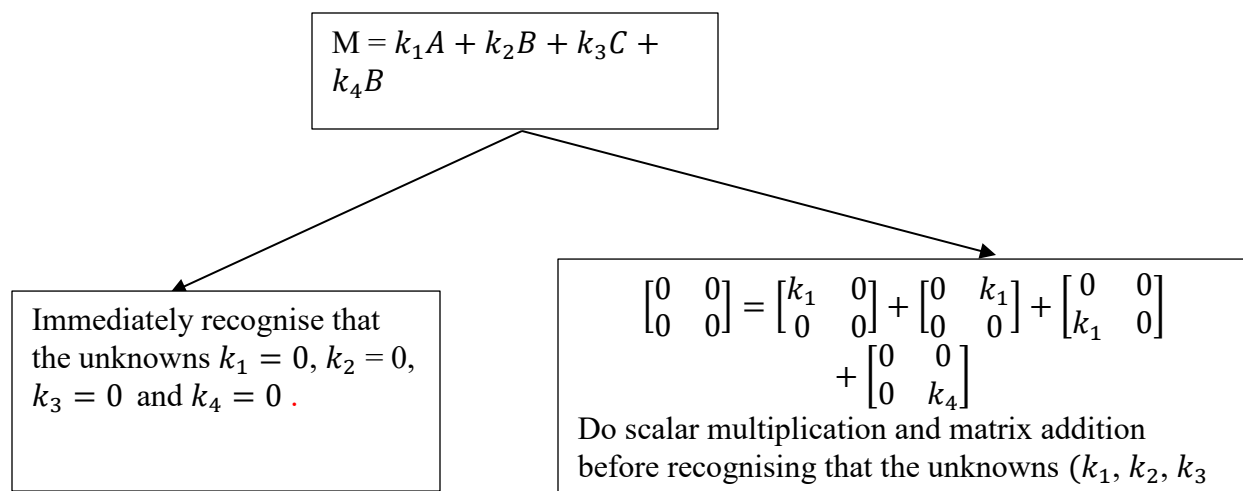 M = k₁A + k₂B + k₃C +
k₄B
Immediately recognise that
the unknowns k₁ = 0, k₂ = 0,
k₃ = 0 and k₄ = 0 .
[0 0; 0 0] = [k₁ 0; 0 0] + [0 k₁; 0 0] + [0 0; k₁ 0]
+ [0 0; 0 k₄]
Do scalar multiplication and matrix addition
before recognising that the unknowns (k₁, k₂, k₃